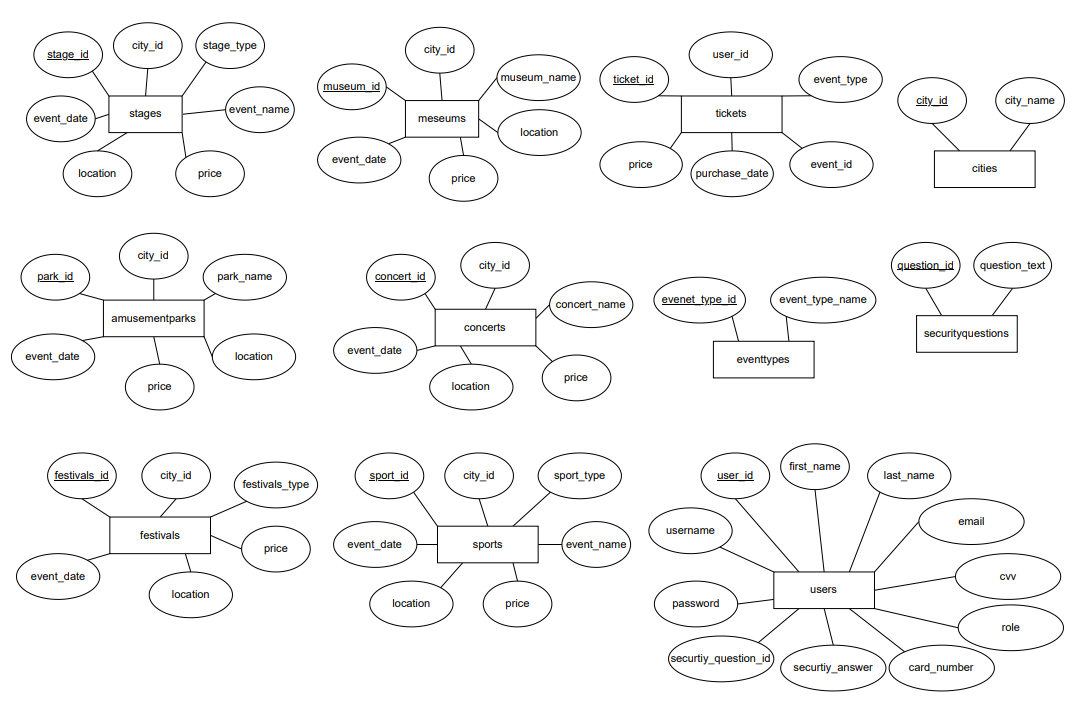 stage_id
city_id
stage_type
event_date
stages
event_name
location
price
museum_id
city_id
museum_name
meseums
location
event_date
price
ticket_id
user_id
event_type
tickets
price
purchase_date
event_id
city_id
city_name
cities
park_id
city_id
park_name
amusementparks
event_date
price
location
concert_id
city_id
concert_name
concerts
event_date
location
price
evenet_type_id
event_type_name
eventtypes
question_id
question_text
securityquestions
festivals_id
city_id
festivals_type
festivals
price
event_date
location
sport_id
city_id
sport_type
event_date
sports
event_name
location
price
user_id
first_name
last_name
username
email
users
cvv
password
role
securtiy_question_id
securtiy_answer
card_number